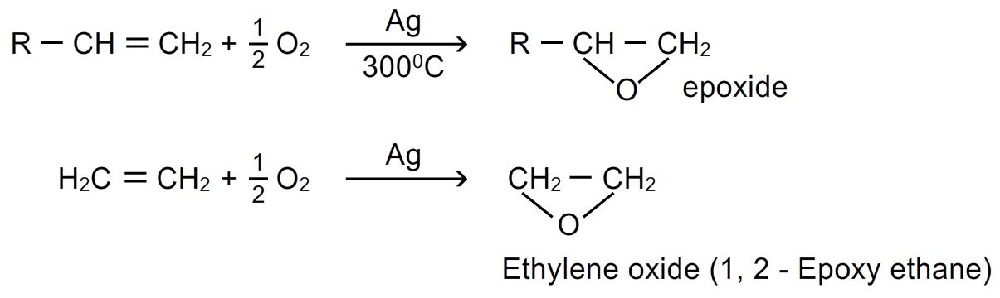 R – CH = CH₂ + 1/2 O₂ Ag 300⁰C R – CH – CH₂
O epoxide
H₂C = CH₂ + 1/2 O₂ Ag CH₂ – CH₂
O
Ethylene oxide (1, 2 - Epoxy ethane)